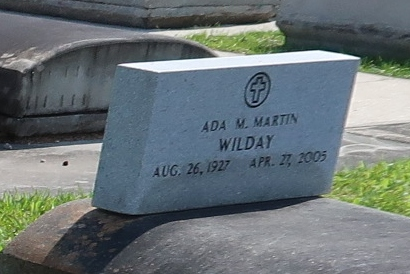 ADA M. MARTIN
WILDAY
AUG. 26, 1927 APR. 27, 2005